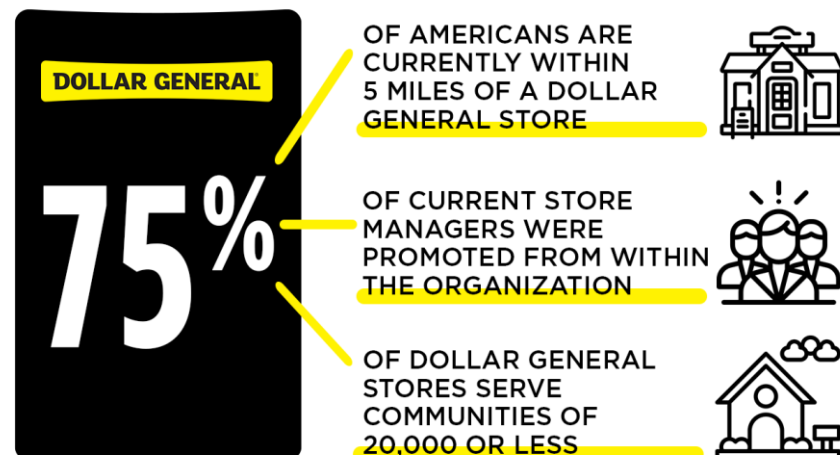 DOLLAR GENERAL
75%
OF AMERICANS ARE
CURRENTLY WITHIN
5 MILES OF A DOLLAR
GENERAL STORE
OF CURRENT STORE
MANAGERS WERE
PROMOTED FROM WITHIN
THE ORGANIZATION
OF DOLLAR GENERAL
STORES SERVE
COMMUNITIES OF
20,000 OR LESS